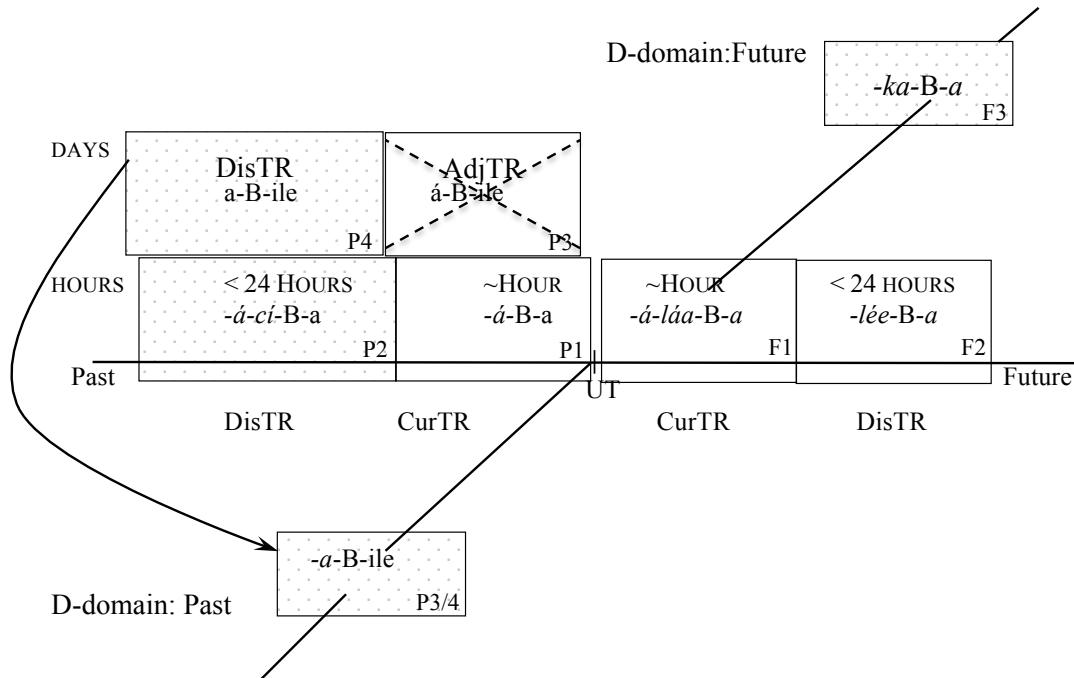 D-domain:Future
-ka-B-a
F3
DAYS
DisTR
a-B-ile
P4
AdjTR
á-B-ile
P3
HOURS
< 24 HOURS
-á-cí-B-a
P2
~HOUR
-á-B-a
P1
~HOUR
-á-láa-B-a
F1
< 24 HOURS
-lée-B-a
F2
Past
UT
Future
DisTR
CurTR
CurTR
DisTR
-a-B-ile
P3/4
D-domain: Past